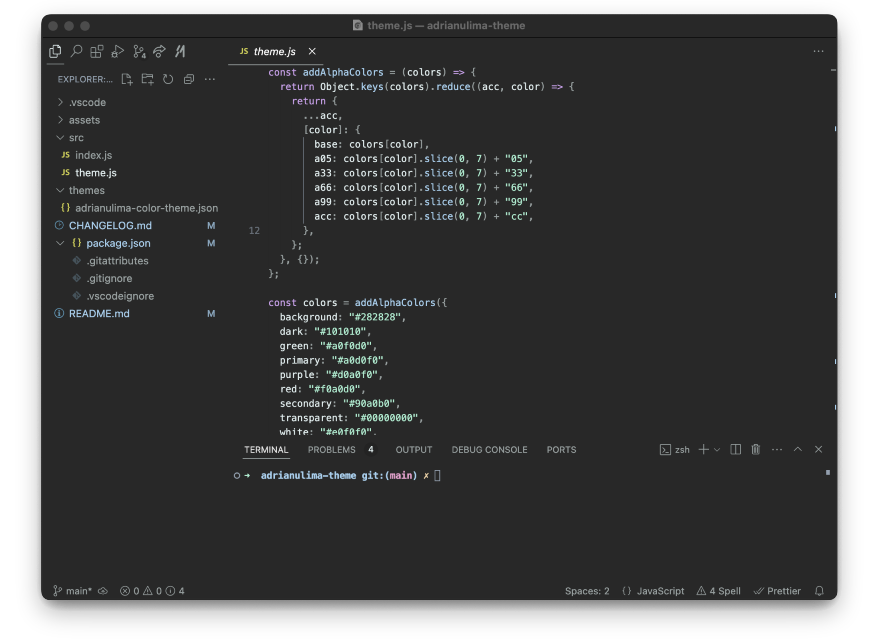 theme.js — adrianulima-theme
4
JS theme.js ×
EXPLORER:...
.vscode
assets
src
JS index.js
JS theme.js
themes
{} adrianulima-color-theme.json
CHANGELOG.md M
{} package.json M
.gitattributes
.gitignore
.vscodeignore
README.md M
const addAlphaColors = (colors) => {
return Object.keys(colors).reduce((acc, color) => {
return {
...acc,
[color]: {
base: colors[color],
a05: colors[color].slice(0, 7) + "05",
a33: colors[color].slice(0, 7) + "33",
a66: colors[color].slice(0, 7) + "66",
a99: colors[color].slice(0, 7) + "99",
acc: colors[color].slice(0, 7) + "cc",
12 },
};
}, {});
};
const colors = addAlphaColors({
background: "#282828",
dark: "#101010",
green: "#a0f0d0",
primary: "#a0d0f0",
purple: "#d0a0f0",
red: "#f0a0d0",
secondary: "#90a0b0",
transparent: "#00000000",
white: "#e0f0f0",
TERMINAL PROBLEMS 4 OUTPUT DEBUG CONSOLE PORTS zsh
➜ adrianulima-theme git:(main) ✗
main* 0 0 4 Spaces: 2 {} JavaScript 4 Spell Prettier